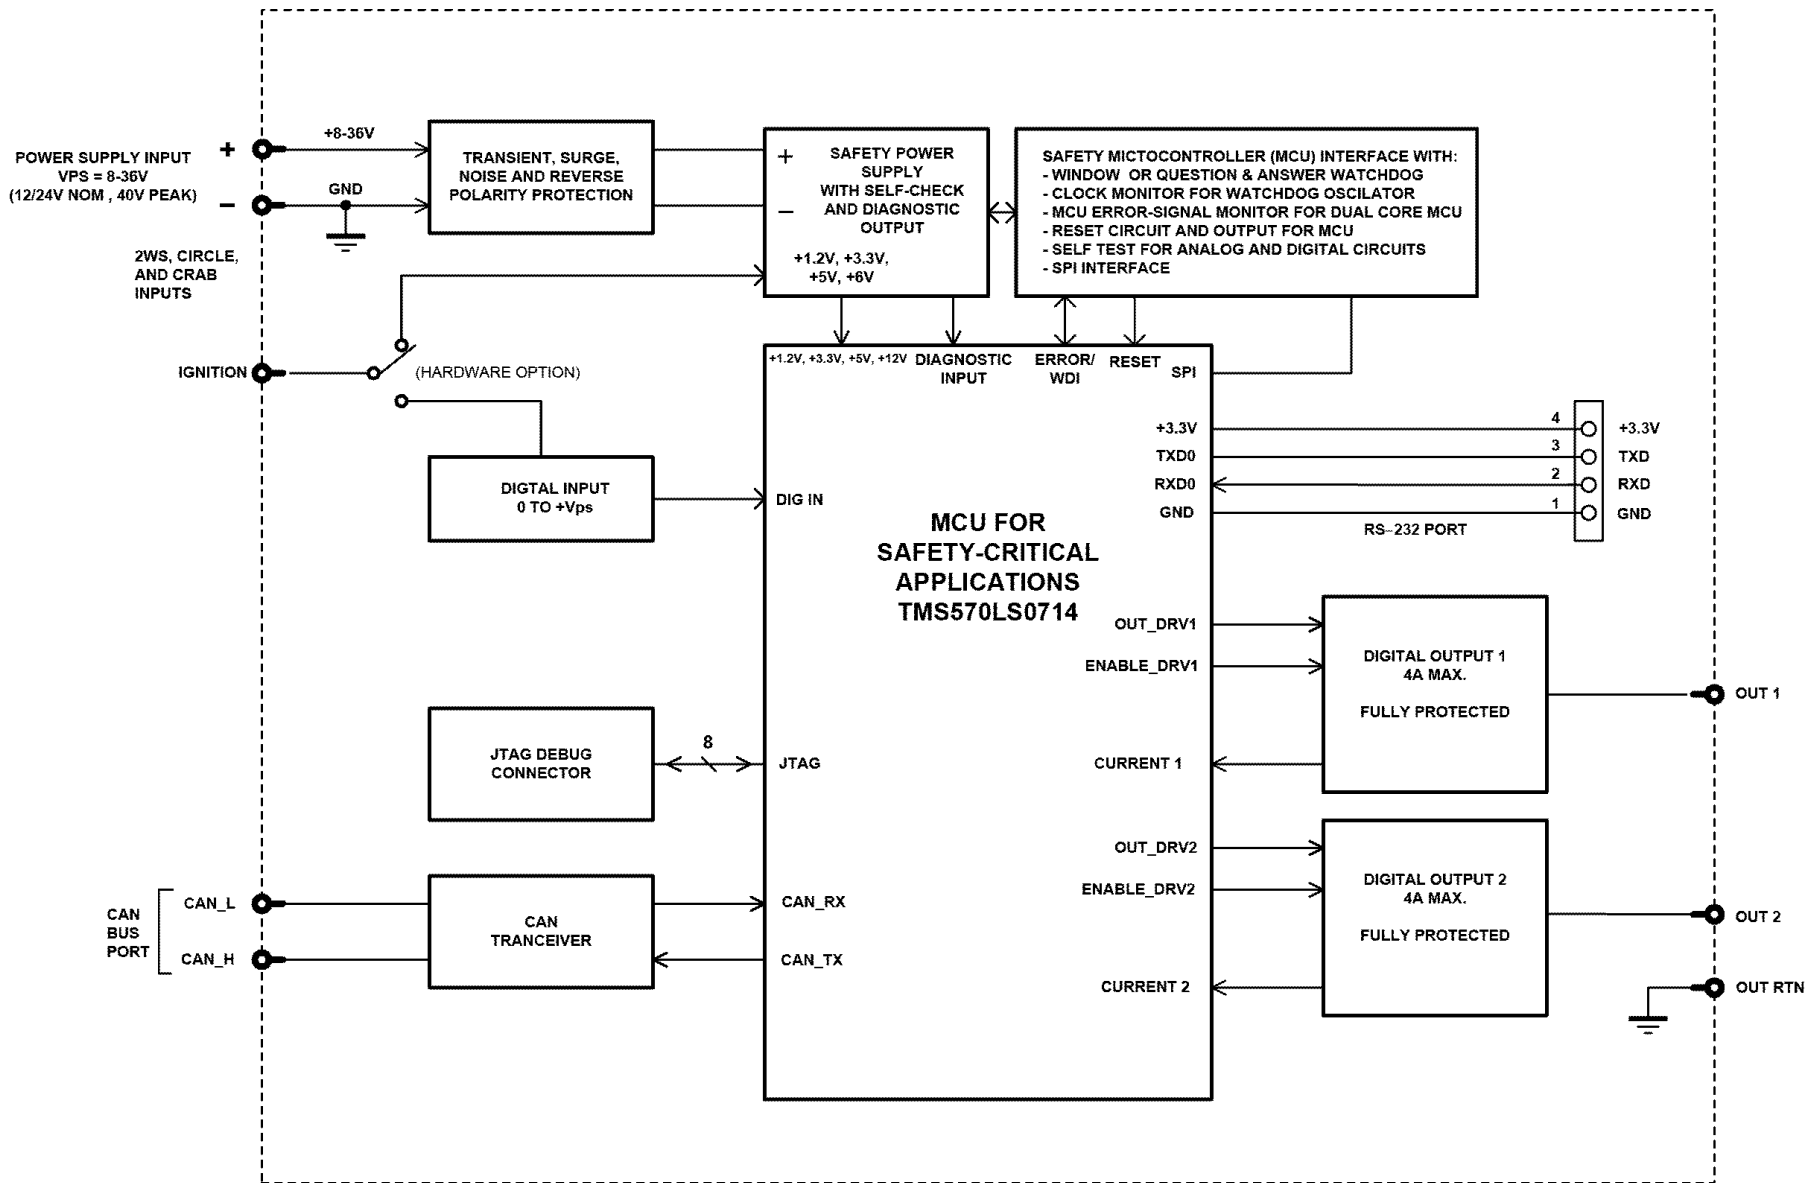 POWER SUPPLY INPUT
VPS = 8-36V
(12/24V NOM , 40V PEAK)
+
–
+8-36V
GND
TRANSIENT, SURGE,
NOISE AND REVERSE
POLARITY PROTECTION
+
–
SAFETY POWER
SUPPLY
WITH SELF-CHECK
AND DIAGNOSTIC
OUTPUT
+1.2V, +3.3V,
+5V, +6V
SAFETY MICTOCONTROLLER (MCU) INTERFACE WITH:
- WINDOW OR QUESTION & ANSWER WATCHDOG
- CLOCK MONITOR FOR WATCHDOG OSCILATOR
- MCU ERROR-SIGNAL MONITOR FOR DUAL CORE MCU
- RESET CIRCUIT AND OUTPUT FOR MCU
- SELF TEST FOR ANALOG AND DIGITAL CIRCUITS
- SPI INTERFACE
2WS, CIRCLE,
AND CRAB
INPUTS
IGNITION
(HARDWARE OPTION)
DIGTAL INPUT
0 TO +Vps
JTAG DEBUG
CONNECTOR
8
CAN
BUS
PORT
CAN_L
CAN_H
CAN
TRANCEIVER
+1.2V, +3.3V, +5V, +12V
DIAGNOSTIC
INPUT
ERROR/
WDI
RESET
SPI
DIG IN
JTAG
CAN_RX
CAN_TX
MCU FOR
SAFETY-CRITICAL
APPLICATIONS
TMS570LS0714
+3.3V
TXD0
RXD0
GND
OUT_DRV1
ENABLE_DRV1
CURRENT 1
OUT_DRV2
ENABLE_DRV2
CURRENT 2
4
3
2
1
+3.3V
TXD
RXD
GND
RS-232 PORT
DIGITAL OUTPUT 1
4A MAX.
FULLY PROTECTED
OUT 1
DIGITAL OUTPUT 2
4A MAX.
FULLY PROTECTED
OUT 2
OUT RTN